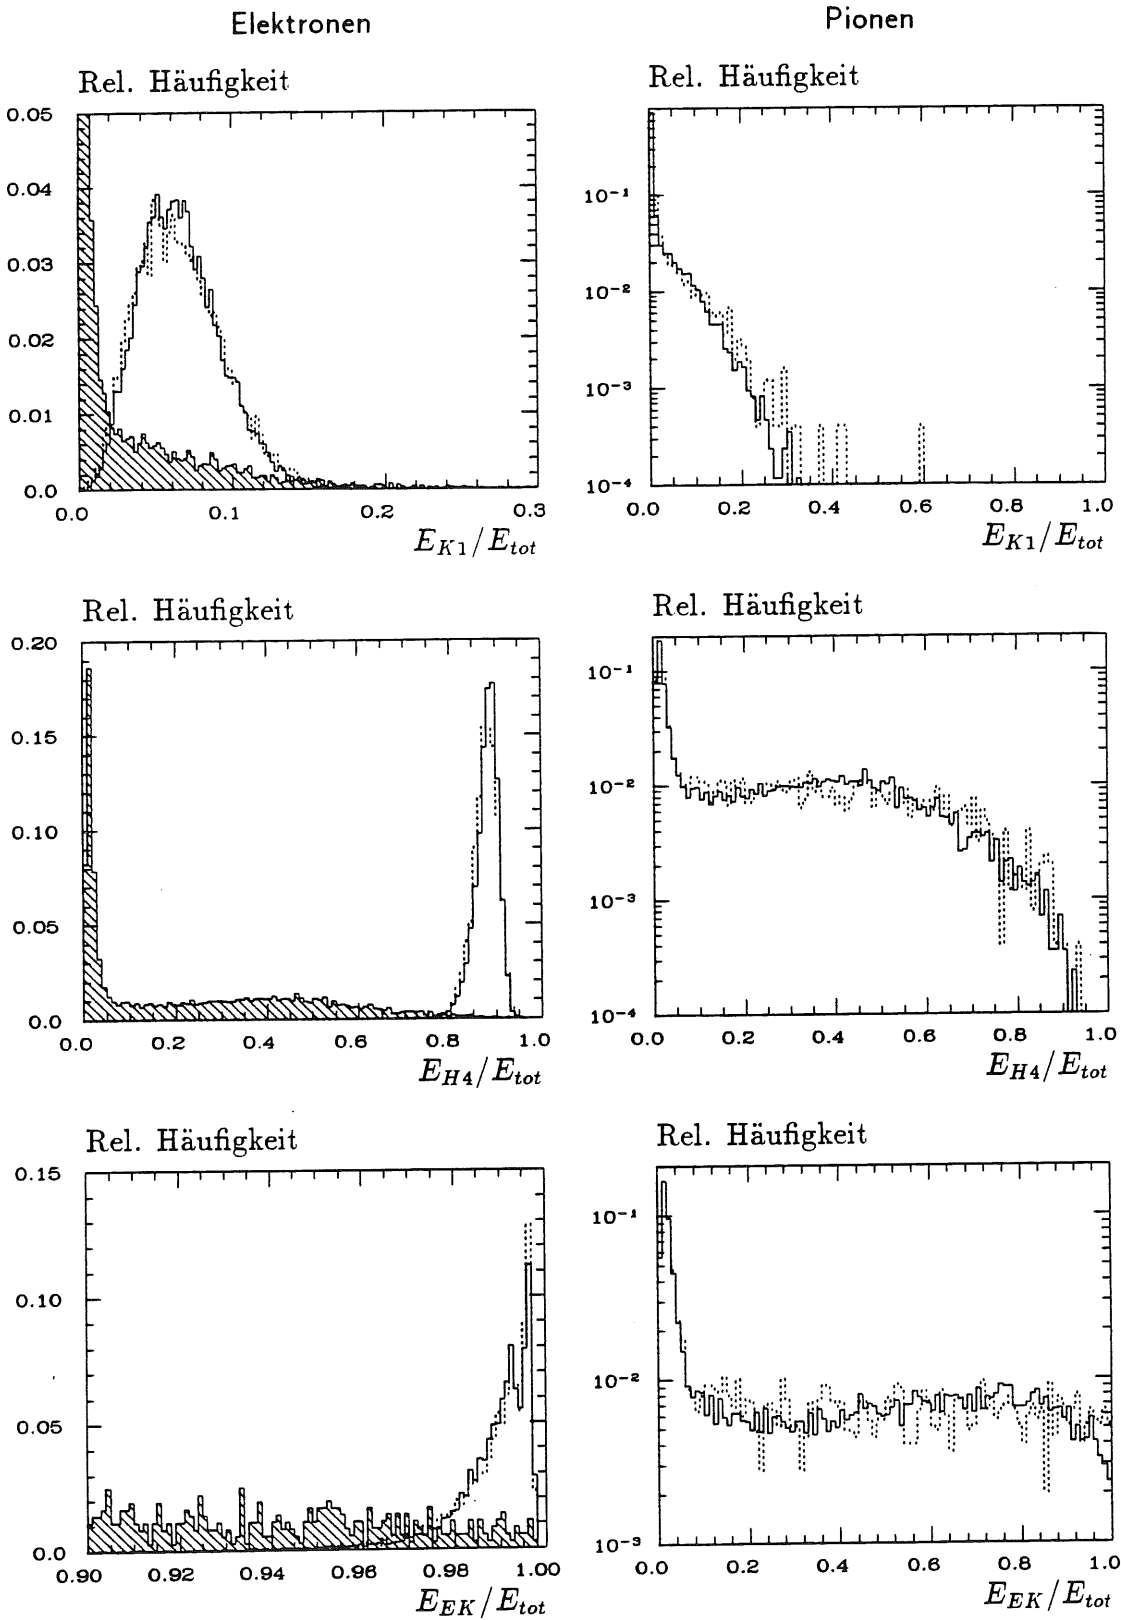 Elektronen
Pionen
Rel. Häufigkeit
0.05
0.04
0.03
0.02
0.01
0.0
0.0 0.1 0.2 0.3
E_{K1}/E_{tot}
Rel. Häufigkeit
10⁻¹
10⁻²
10⁻³
10⁻⁴
0.0 0.2 0.4 0.6 0.8 1.0
E_{K1}/E_{tot}
Rel. Häufigkeit
0.20
0.15
0.10
0.05
0.0
0.0 0.2 0.4 0.6 0.8 1.0
E_{H4}/E_{tot}
Rel. Häufigkeit
10⁻¹
10⁻²
10⁻³
10⁻⁴
0.0 0.2 0.4 0.6 0.8 1.0
E_{H4}/E_{tot}
Rel. Häufigkeit
0.15
0.10
0.05
0.0
0.90 0.92 0.94 0.96 0.98 1.00
E_{EK}/E_{tot}
Rel. Häufigkeit
10⁻¹
10⁻²
10⁻³
0.0 0.2 0.4 0.6 0.8 1.0
E_{EK}/E_{tot}